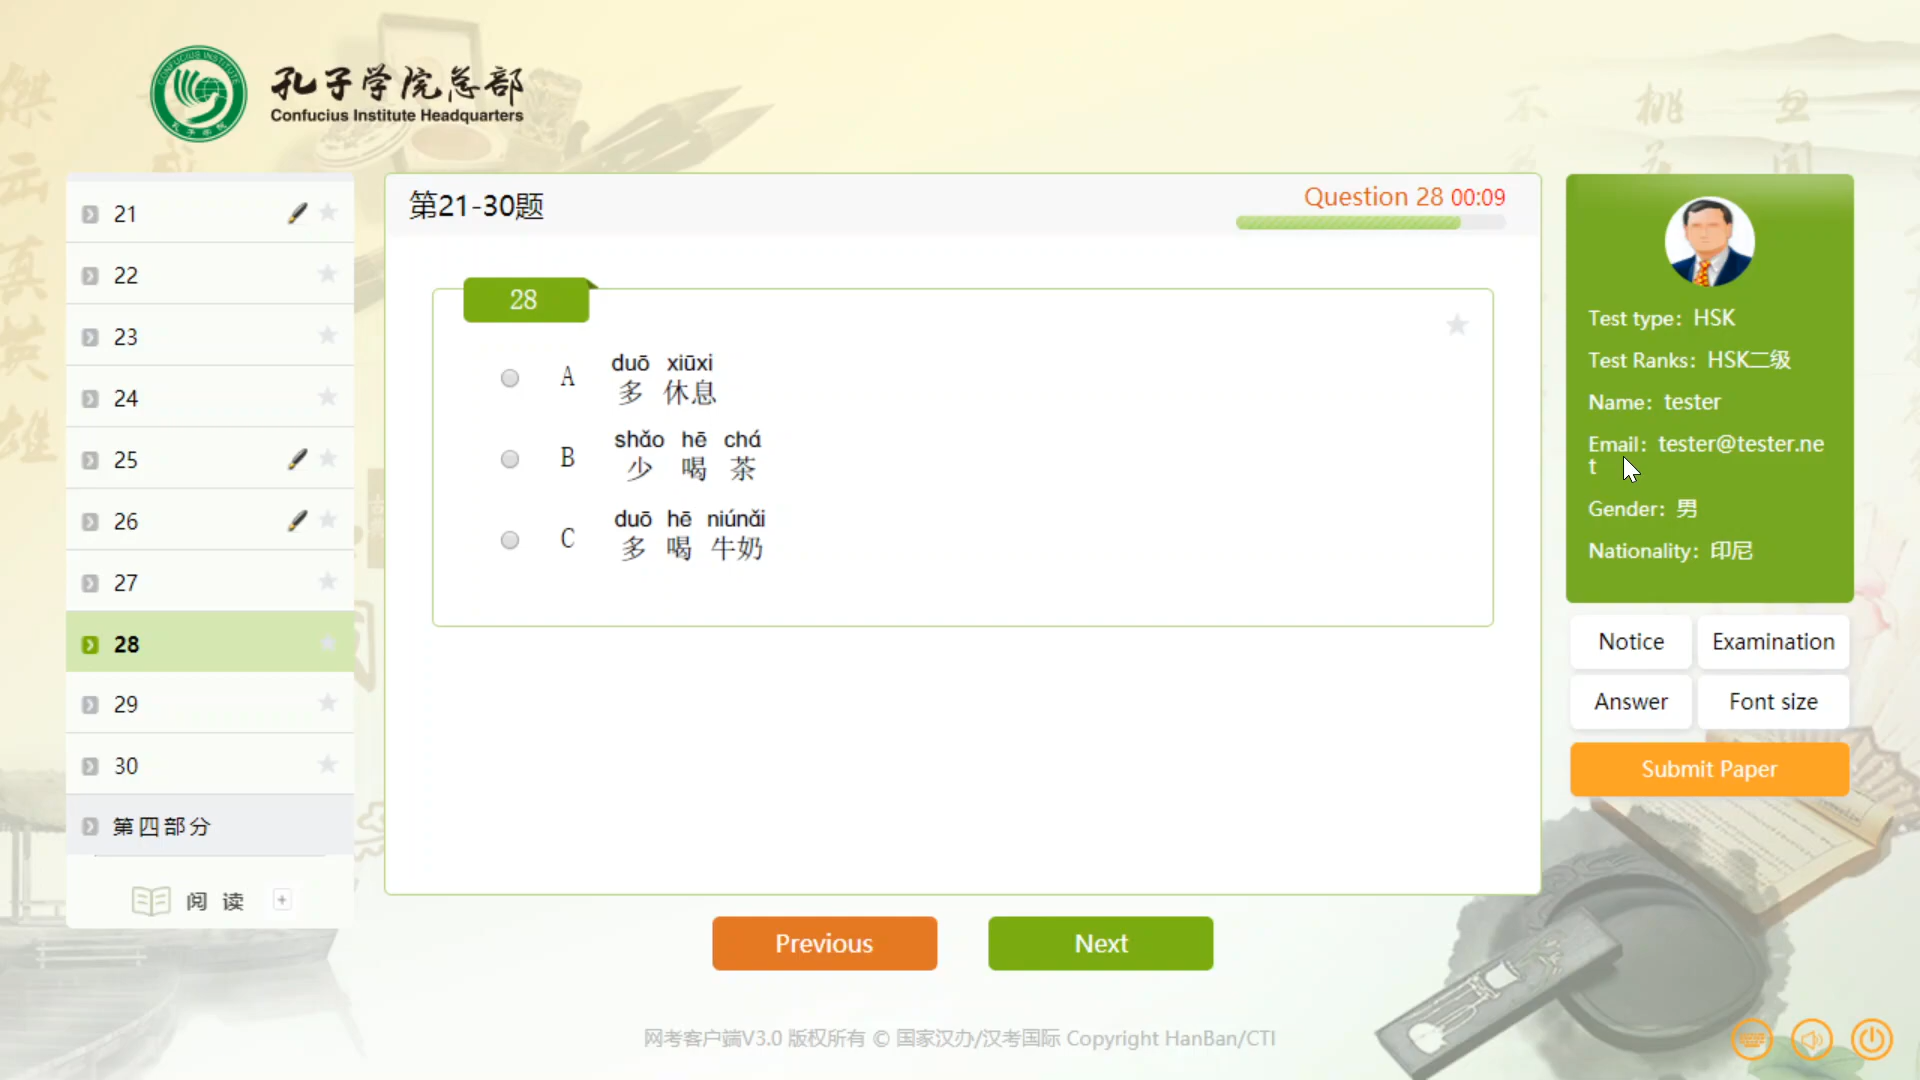 孔子学院总部
Confucius Institute Headquarters
21
22
23
24
25
26
27
28
29
30
第四部分
阅 读
第21-30题
Question 28 00:09
28
duō xiūxi
A 多 休息
shǎo hē chá
B 少 喝 茶
duō hē niúnǎi
C 多 喝 牛奶
Previous
Next
Test type: HSK
Test Ranks: HSK二级
Name: tester
Email: tester@tester.ne
t
Gender: 男
Nationality: 印尼
Notice
Examination
Answer
Font size
Submit Paper
网考客户端V3.0 版权所有 © 国家汉办/汉考国际 Copyright HanBan/CTI